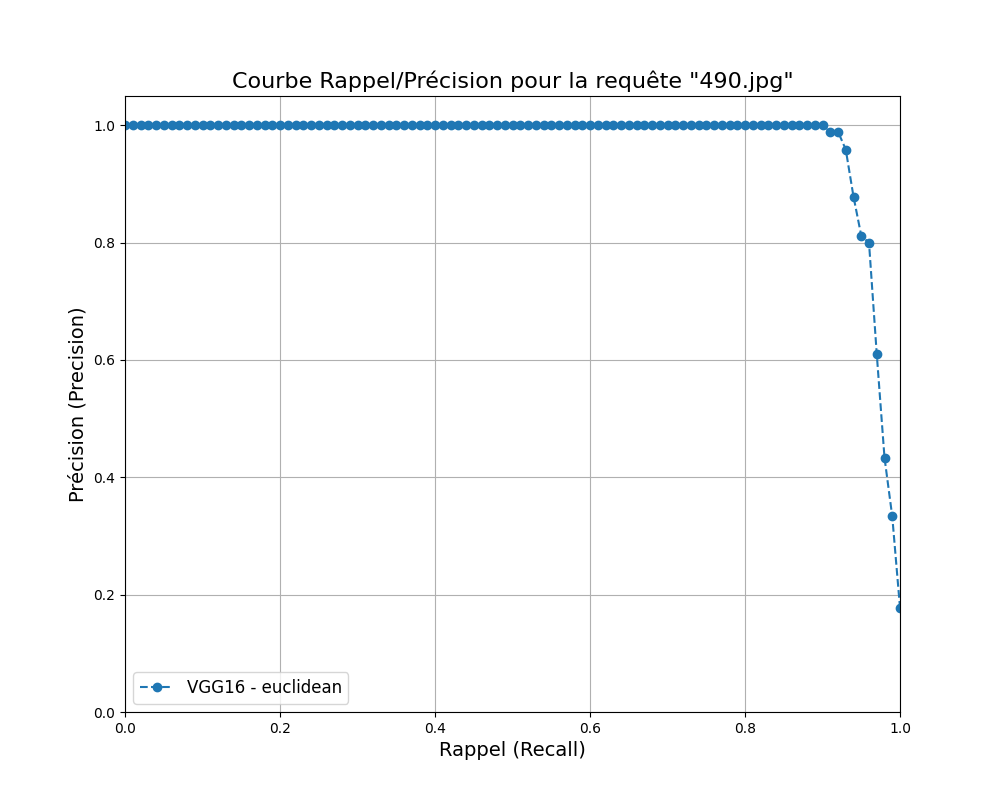 Courbe Rappel/Précision pour la requête "490.jpg"
Précision (Precision)
1.0
0.8
0.6
0.4
0.2
0.0
VGG16 - euclidean
0.0 0.2 0.4 0.6 0.8 1.0
Rappel (Recall)